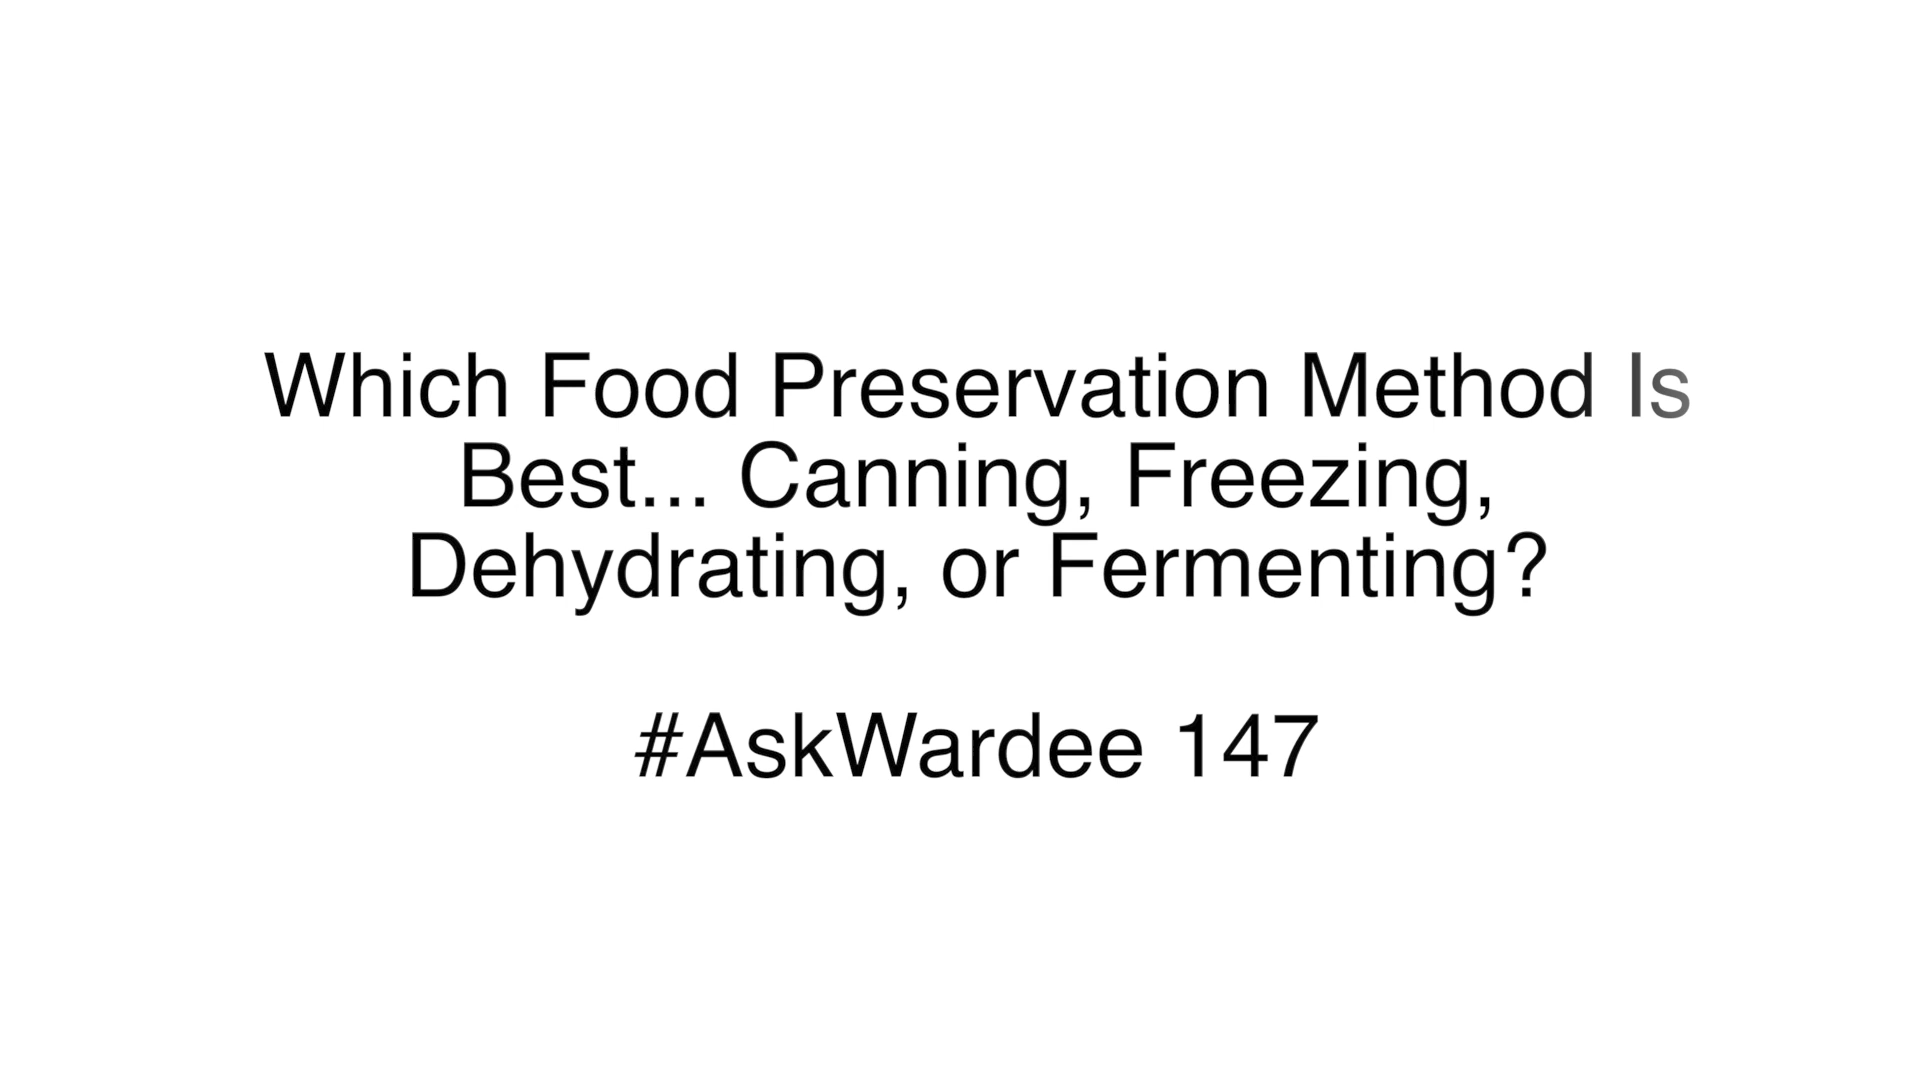 Which Food Preservation Method Is
Best... Canning, Freezing,
Dehydrating, or Fermenting?
#AskWardee 147